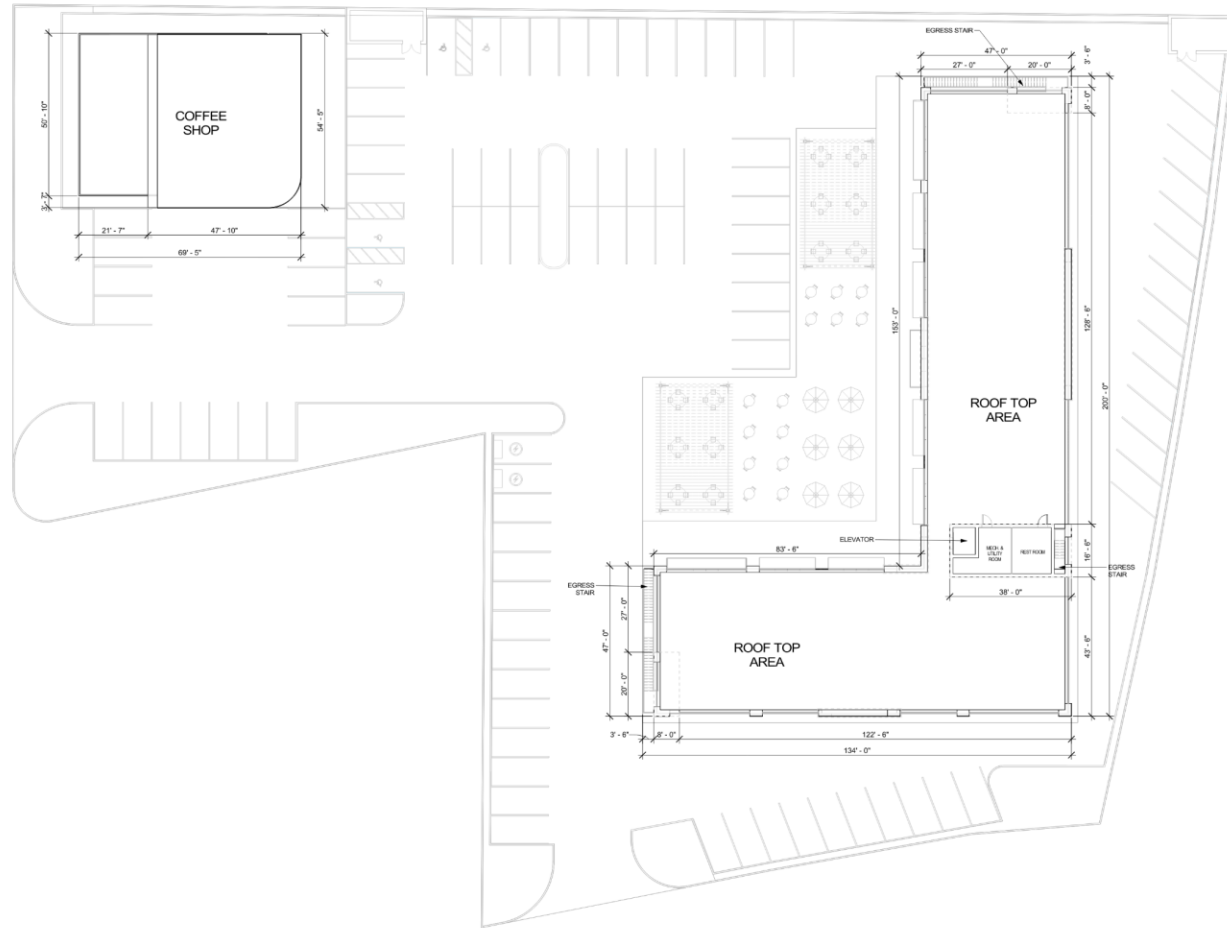 EGRESS STAIR
47' - 0"
27' - 0"
20' - 0"
3' - 6"
8' - 0"
COFFEE
SHOP
50' - 10"
54' - 5"
3' - 7"
21' - 7"
47' - 10"
69' - 5"
153' - 0"
128' - 6"
200' - 0"
ROOF TOP
AREA
ELEVATOR
MECH. &
UTILITY
ROOM
REST ROOM
16' - 6"
EGRESS
STAIR
38' - 0"
83' - 6"
EGRESS
STAIR
27' - 0"
47' - 0"
20' - 0"
43' - 6"
ROOF TOP
AREA
3' - 6"
8' - 0"
122' - 6"
134' - 0"